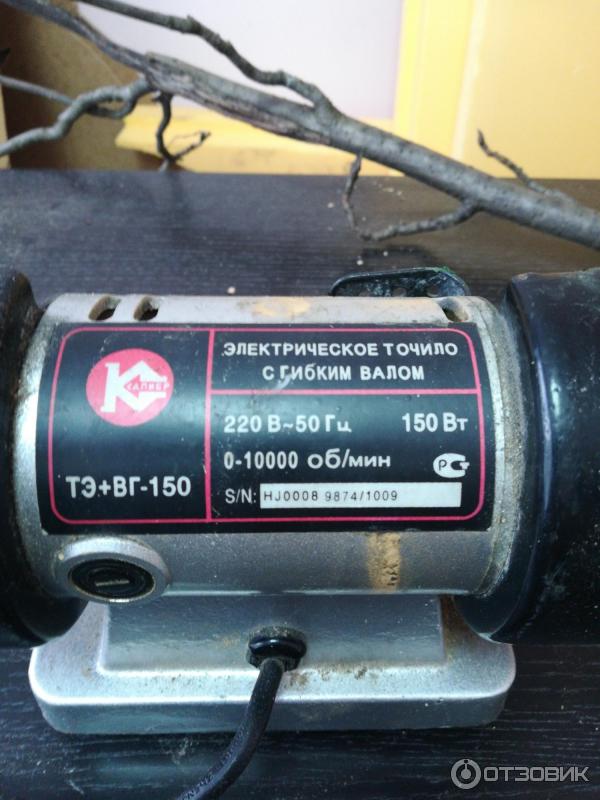 КАЛИБР
ТЭ+ВГ-150
ЭЛЕКТРИЧЕСКОЕ ТОЧИЛО
С ГИБКИМ ВАЛОМ
220 В~50 Гц 150 Вт
0-10000 об/мин
S/N: HJ0008 9874/1009
ОТЗОВИК